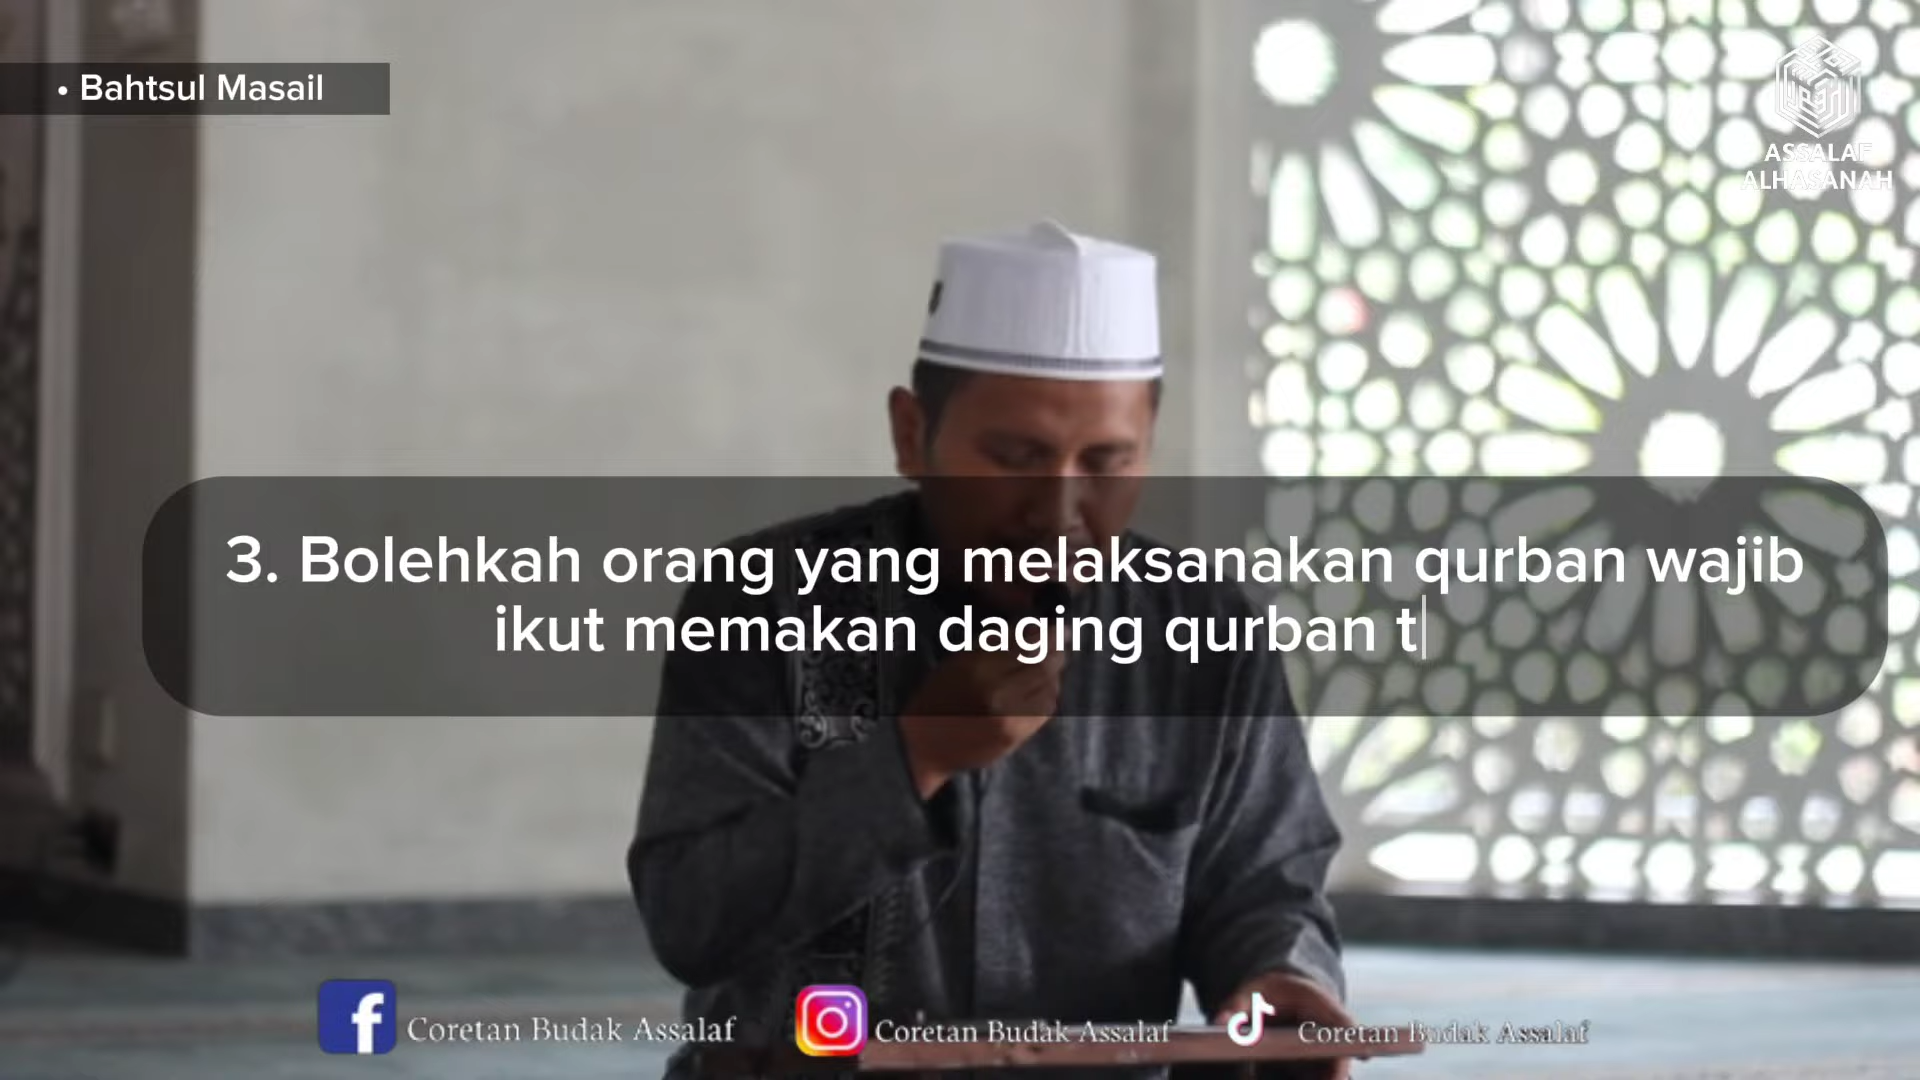 • Bahtsul Masail
ASSALAF
ALHASANAH
3. Bolehkah orang yang melaksanakan qurban wajib
ikut memakan daging qurban t
Coretan Budak Assalaf
Coretan Budak Assalaf
Coretan Budak Assalaf